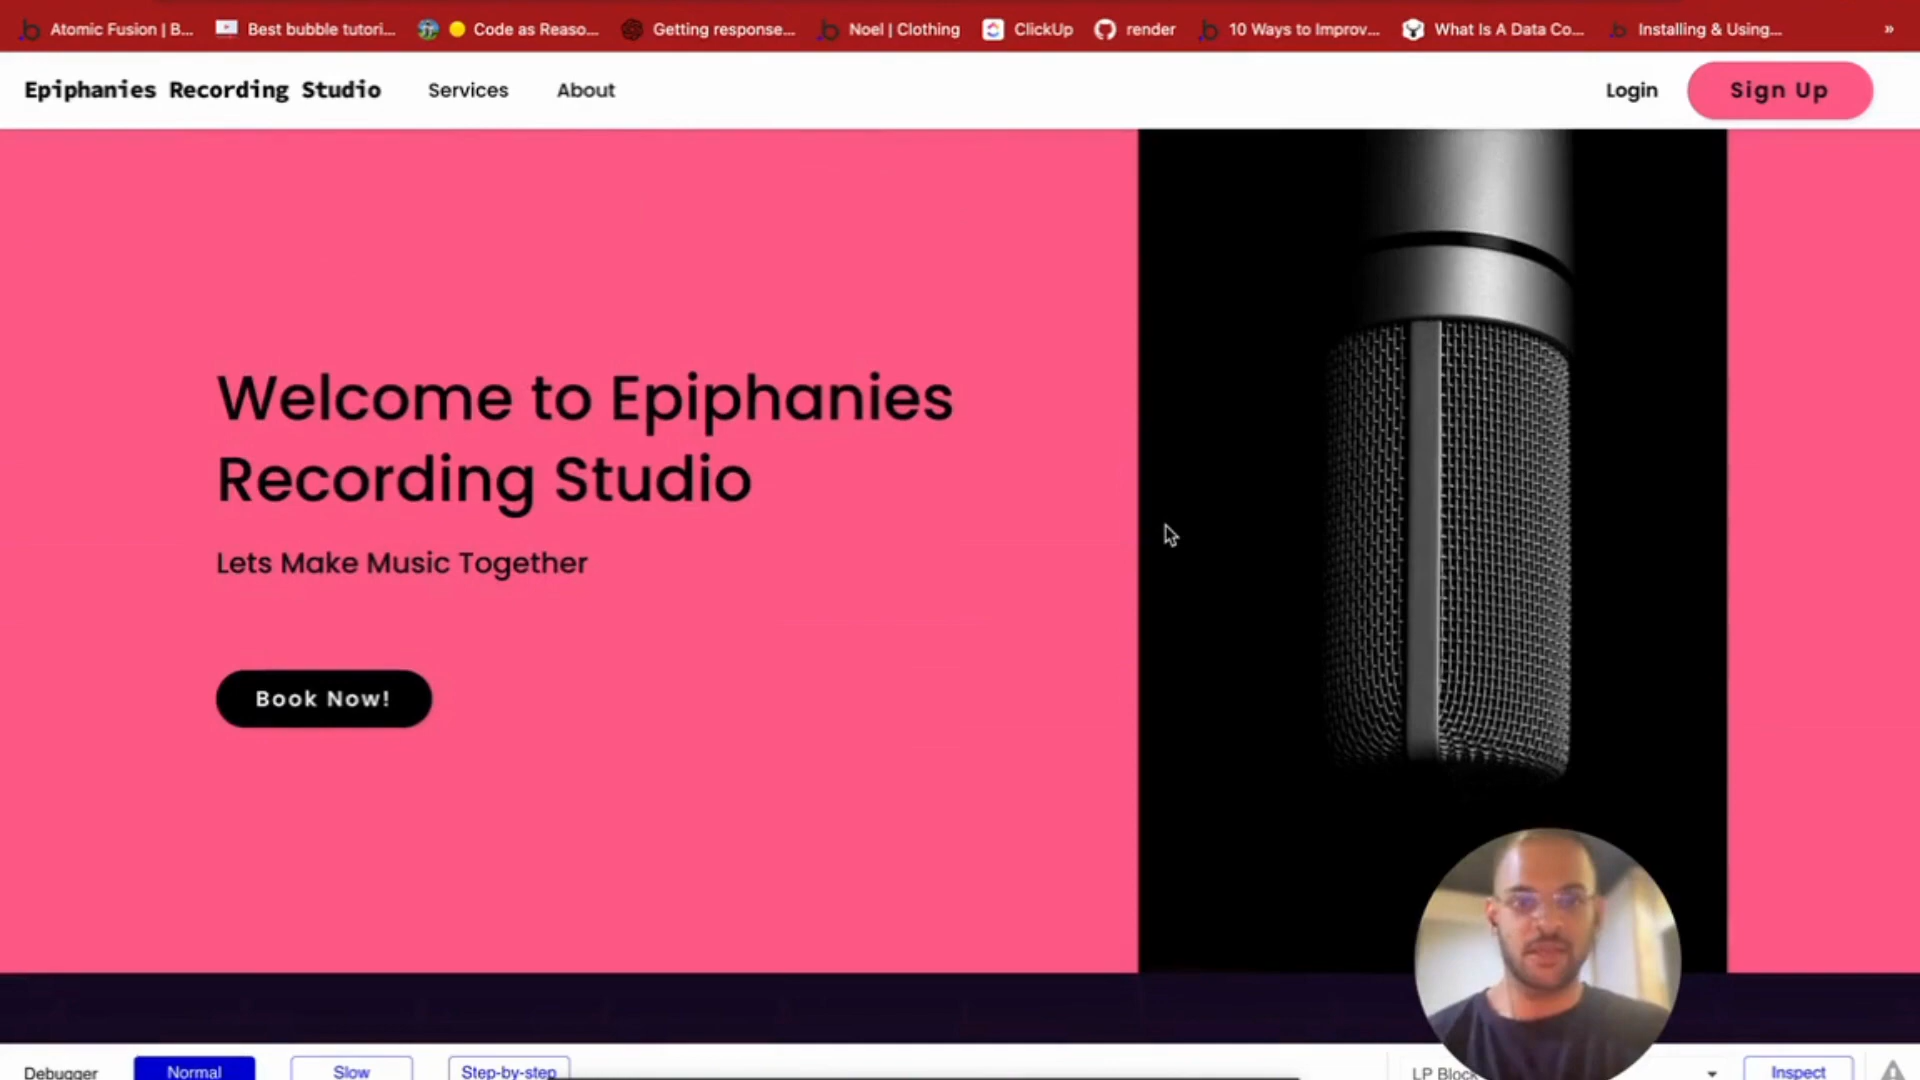 Atomic Fusion | B...
Best bubble tutori...
Code as Reaso...
Getting response...
Noel | Clothing
ClickUp
render
10 Ways to Improv...
What Is A Data Co...
Installing & Using...
»
Epiphanies Recording Studio
Services
About
Login
Sign Up
Welcome to Epiphanies
Recording Studio
Lets Make Music Together
Book Now!
Debugger
Normal
Slow
Step-by-step
LP Block
Inspect